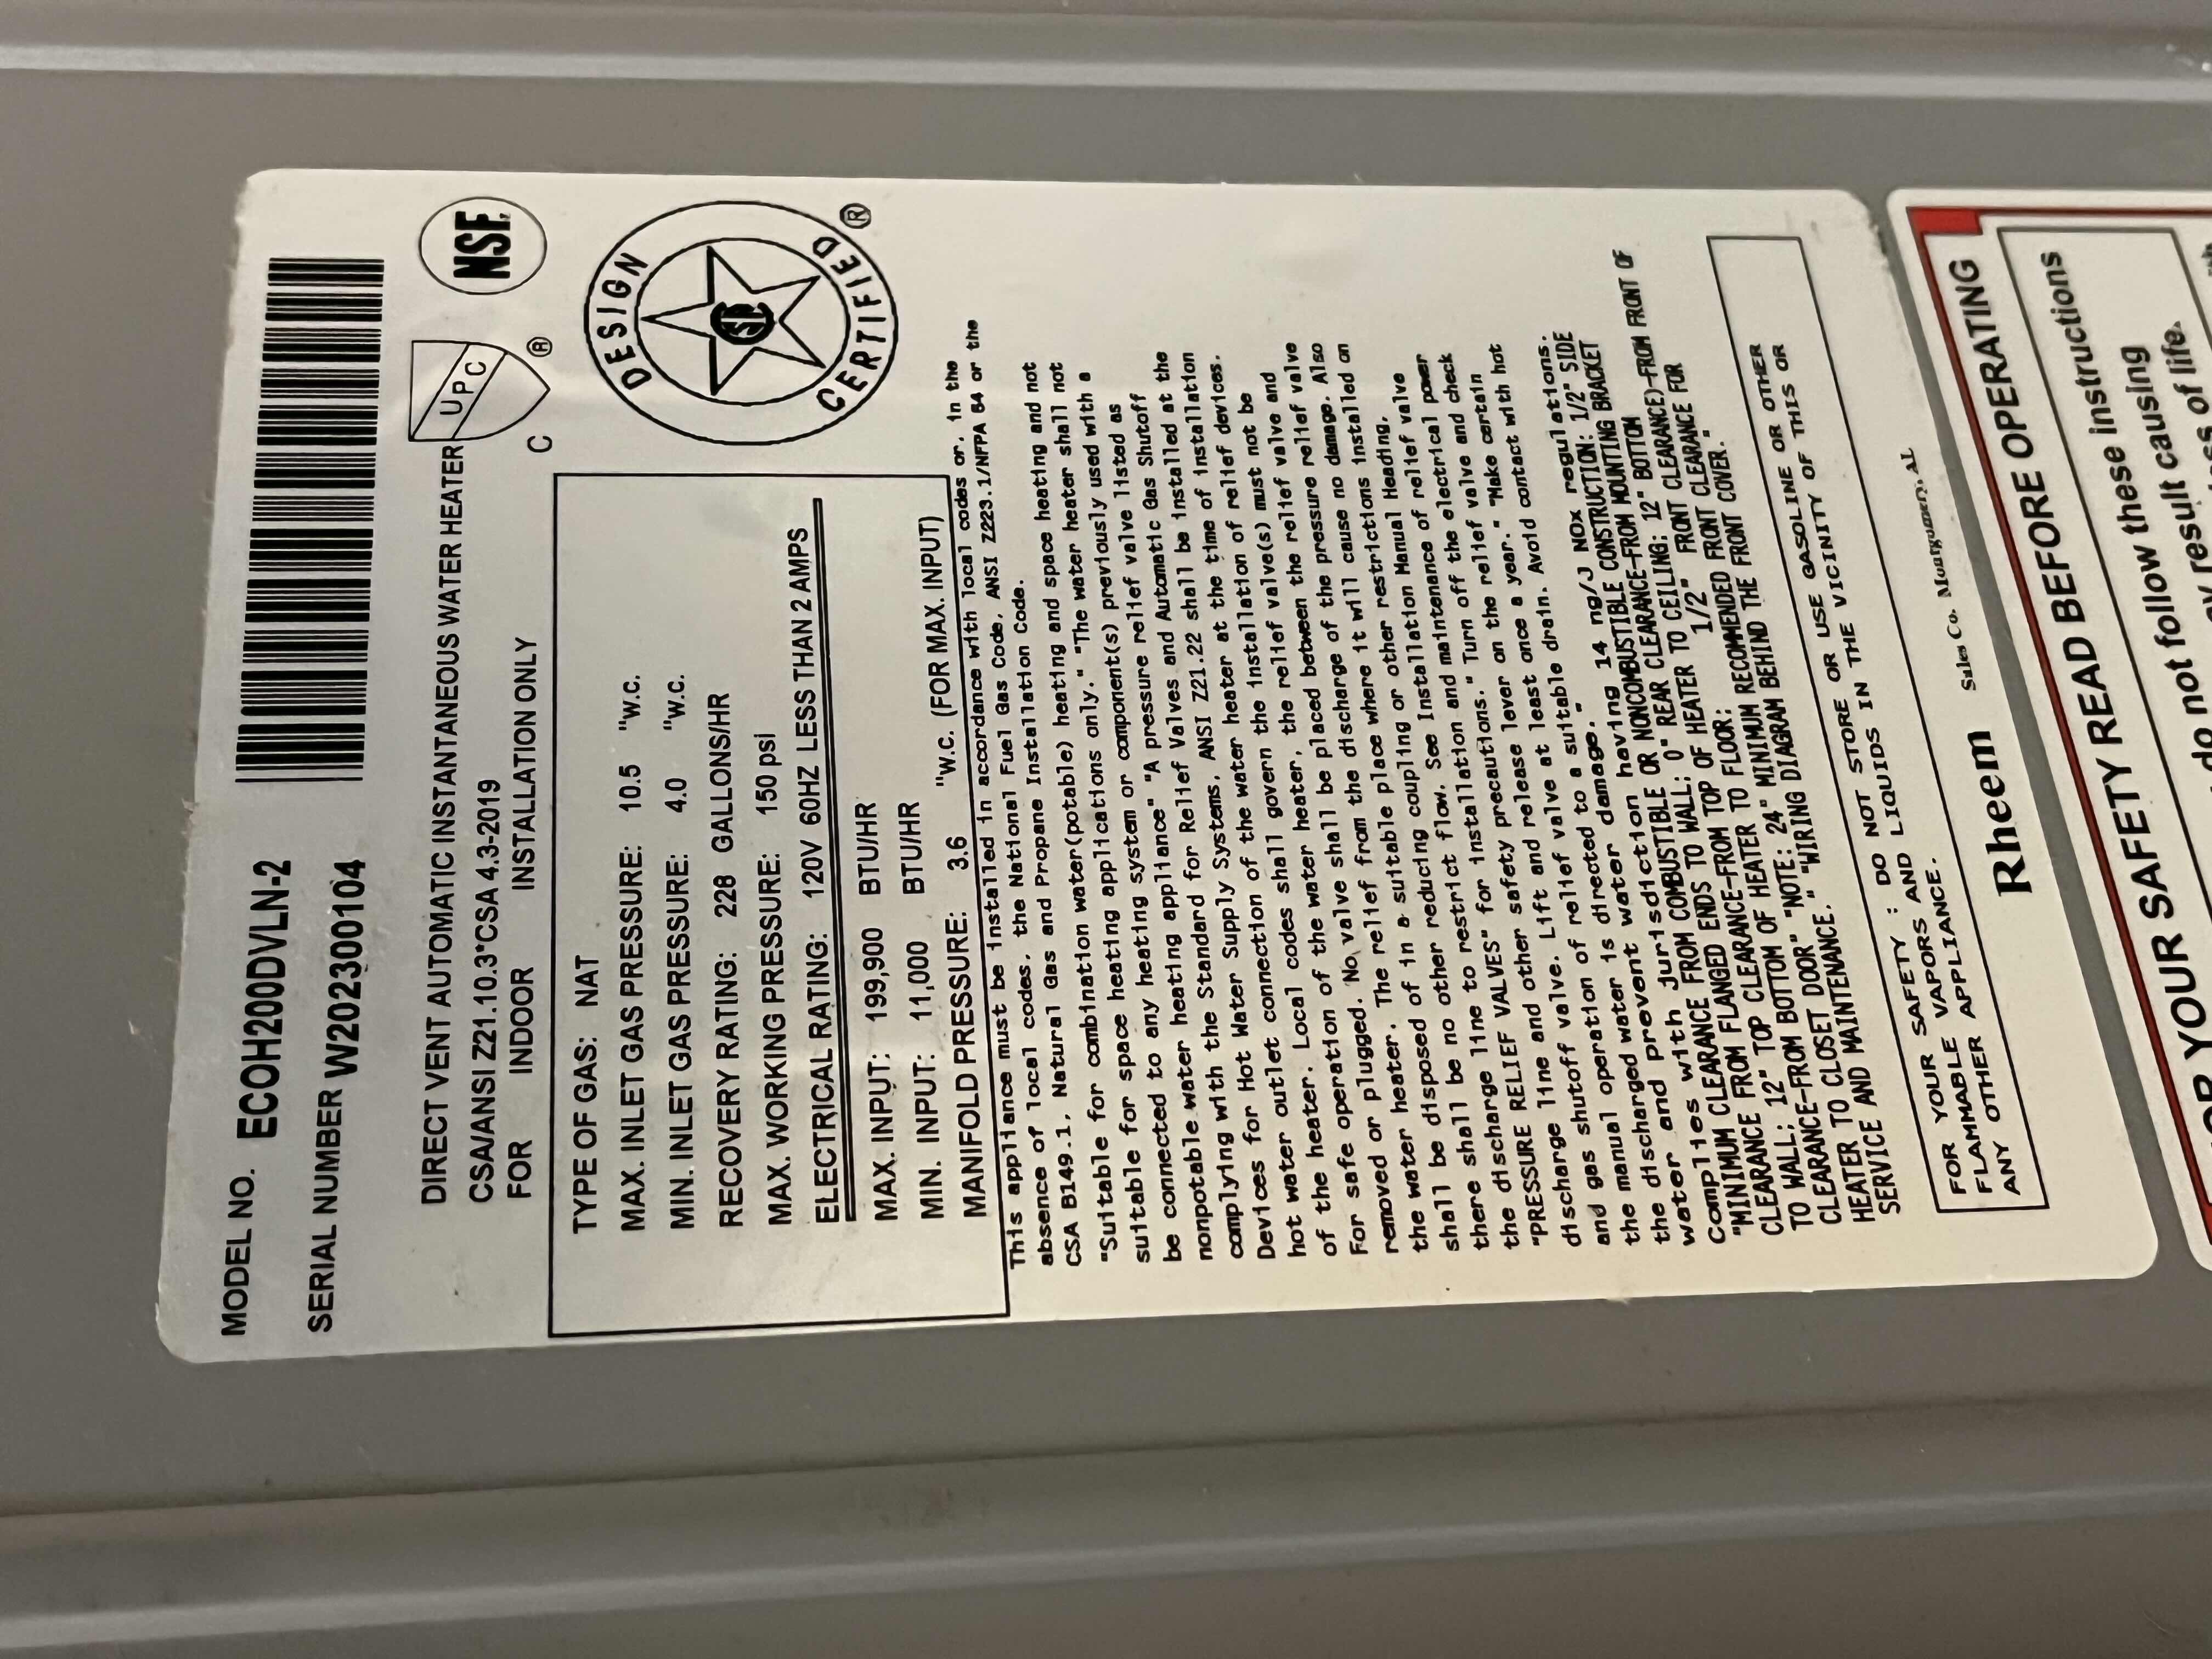 MODEL NO. ECOH200DVLN-2
SERIAL NUMBER W202300104
DIRECT VENT AUTOMATIC INSTANTANEOUS WATER HEATER
CSA/ANSI Z21.10.3*CSA 4.3-2019
FOR INDOOR INSTALLATION ONLY
UPC
C ®
NSF.
DESIGN
CERTIFIED ®
TYPE OF GAS: NAT
MAX. INLET GAS PRESSURE: 10.5 "w.c.
MIN. INLET GAS PRESSURE: 4.0 "w.c.
RECOVERY RATING: 228 GALLONS/HR
MAX. WORKING PRESSURE: 150 psi
ELECTRICAL RATING: 120V 60HZ LESS THAN 2 AMPS
MAX. INPUT: 199,900 BTU/HR
MIN. INPUT: 11,000 BTU/HR
MANIFOLD PRESSURE: 3.6 "w.c. (FOR MAX. INPUT)
This appliance must be installed in accordance with local codes or, in the
absence of local codes, the National Fuel Gas Code, ANSI Z223.1/NFPA 54 or the
CSA B149.1, Natural Gas and Propane Installation Code.
"Suitable for combination water(potable) heating and space heating and not
suitable for space heating applications only." "The water heater shall not
be connected to any heating system or component(s) previously used with a
nonpotable water heating appliance" "A pressure relief valve listed as
complying with the Standard for Relief Valves and Automatic Gas Shutoff
Devices for Hot Water Supply Systems, ANSI Z21.22 shall be installed at the
hot water outlet connection of the water heater at the time of installation
of the heater. Local codes shall govern the installation of relief devices.
For safe operation of the water heater, the relief valve(s) must not be
removed or plugged. No valve shall be placed between the relief valve and
the water heater. The relief from the discharge of the pressure relief valve
shall be disposed of in a suitable place where it will cause no damage. Also
there shall be no other reducing coupling or other restrictions installed on
the discharge line to restrict flow. See Installation Manual Heading,
"PRESSURE RELIEF VALVES" for installation and maintenance of relief valve
discharge line and other safety precautions." Turn off the electrical power
and gas shutoff valve. Lift and release lever on the relief valve and check
the manual operation of relief valve at least once a year." "Make certain
the discharged water is directed to a suitable drain. Avoid contact with hot
water and prevent water damage."
Complies with jurisdiction having 14 ng/J NOx regulations.
"MINIMUM CLEARANCE FROM COMBUSTIBLE OR NONCOMBUSTIBLE CONSTRUCTION: 1/2" SIDE
CLEARANCE FROM FLANGED ENDS TO WALL: 0" REAR CLEARANCE-FROM MOUNTING BRACKET
TO WALL; 12" TOP CLEARANCE-FROM TOP OF HEATER TO CEILING: 12" BOTTOM
CLEARANCE-FROM BOTTOM OF HEATER TO FLOOR: 1/2" FRONT CLEARANCE)-FROM FRONT OF
HEATER TO CLOSET DOOR" "NOTE: 24" MINIMUM RECOMMENDED FRONT CLEARANCE FOR
SERVICE AND MAINTENANCE." "WIRING DIAGRAM BEHIND THE FRONT COVER."
FOR YOUR SAFETY : DO NOT STORE OR USE GASOLINE OR OTHER
FLAMMABLE VAPORS AND LIQUIDS IN THE VICINITY OF THIS OR
ANY OTHER APPLIANCE.
Rheem Sales Co. Montgomery, AL
YOUR SAFETY READ BEFORE OPERATING
do not follow these instructions
result causing
of life.